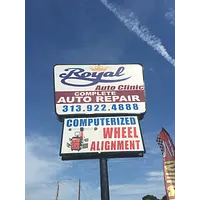 Royal
Auto Clinic
COMPLETE
AUTO REPAIR
313.922.4888
COMPUTERIZED
WHEEL
ALIGNMENT